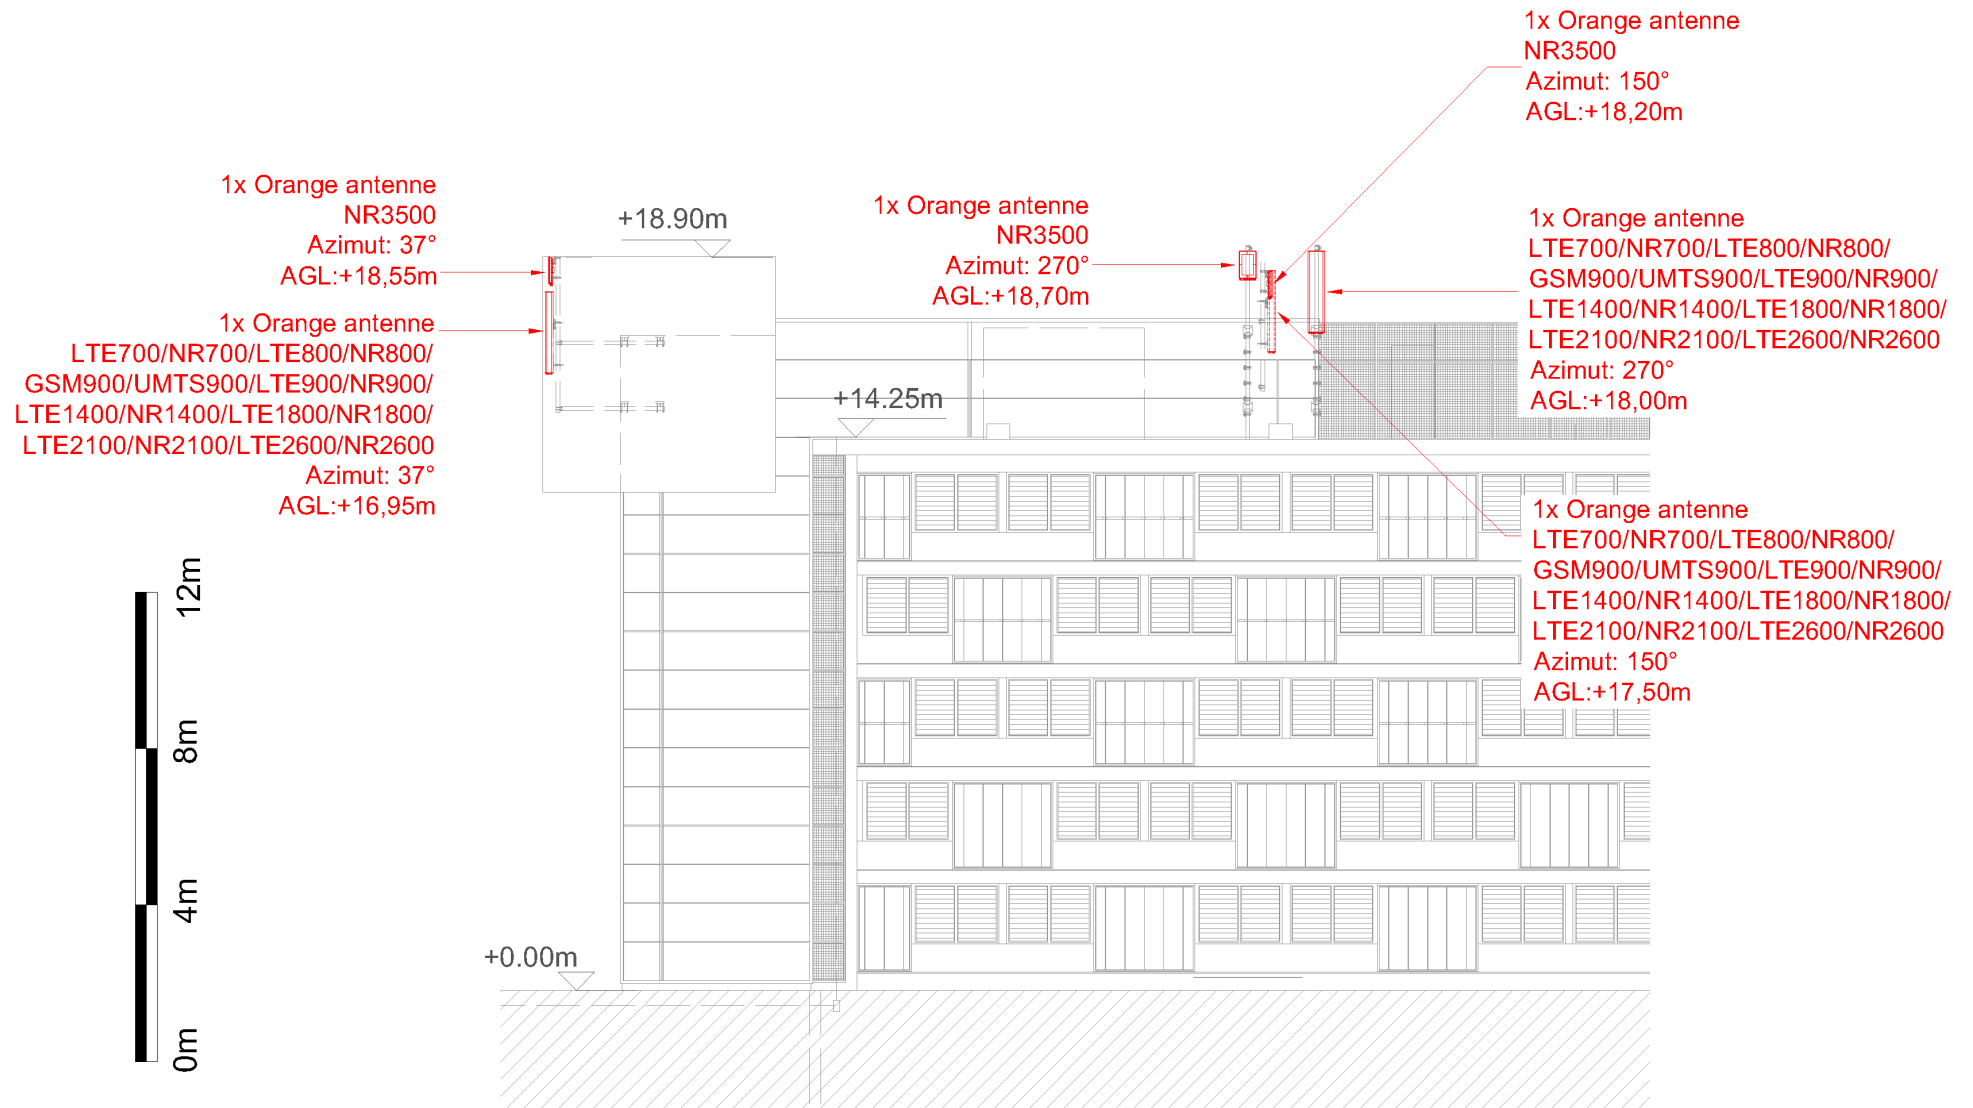 1x Orange antenne
NR3500
Azimut: 150°
AGL:+18,20m
1x Orange antenne
NR3500
Azimut: 37°
AGL:+18,55m
+18.90m
1x Orange antenne
NR3500
Azimut: 270°
AGL:+18,70m
1x Orange antenne
LTE700/NR700/LTE800/NR800/
GSM900/UMTS900/LTE900/NR900/
LTE1400/NR1400/LTE1800/NR1800/
LTE2100/NR2100/LTE2600/NR2600
Azimut: 270°
AGL:+18,00m
1x Orange antenne
LTE700/NR700/LTE800/NR800/
GSM900/UMTS900/LTE900/NR900/
LTE1400/NR1400/LTE1800/NR1800/
LTE2100/NR2100/LTE2600/NR2600
Azimut: 37°
AGL:+16,95m
+14.25m
1x Orange antenne
LTE700/NR700/LTE800/NR800/
GSM900/UMTS900/LTE900/NR900/
LTE1400/NR1400/LTE1800/NR1800/
LTE2100/NR2100/LTE2600/NR2600
Azimut: 150°
AGL:+17,50m
12m
8m
4m
0m
+0.00m